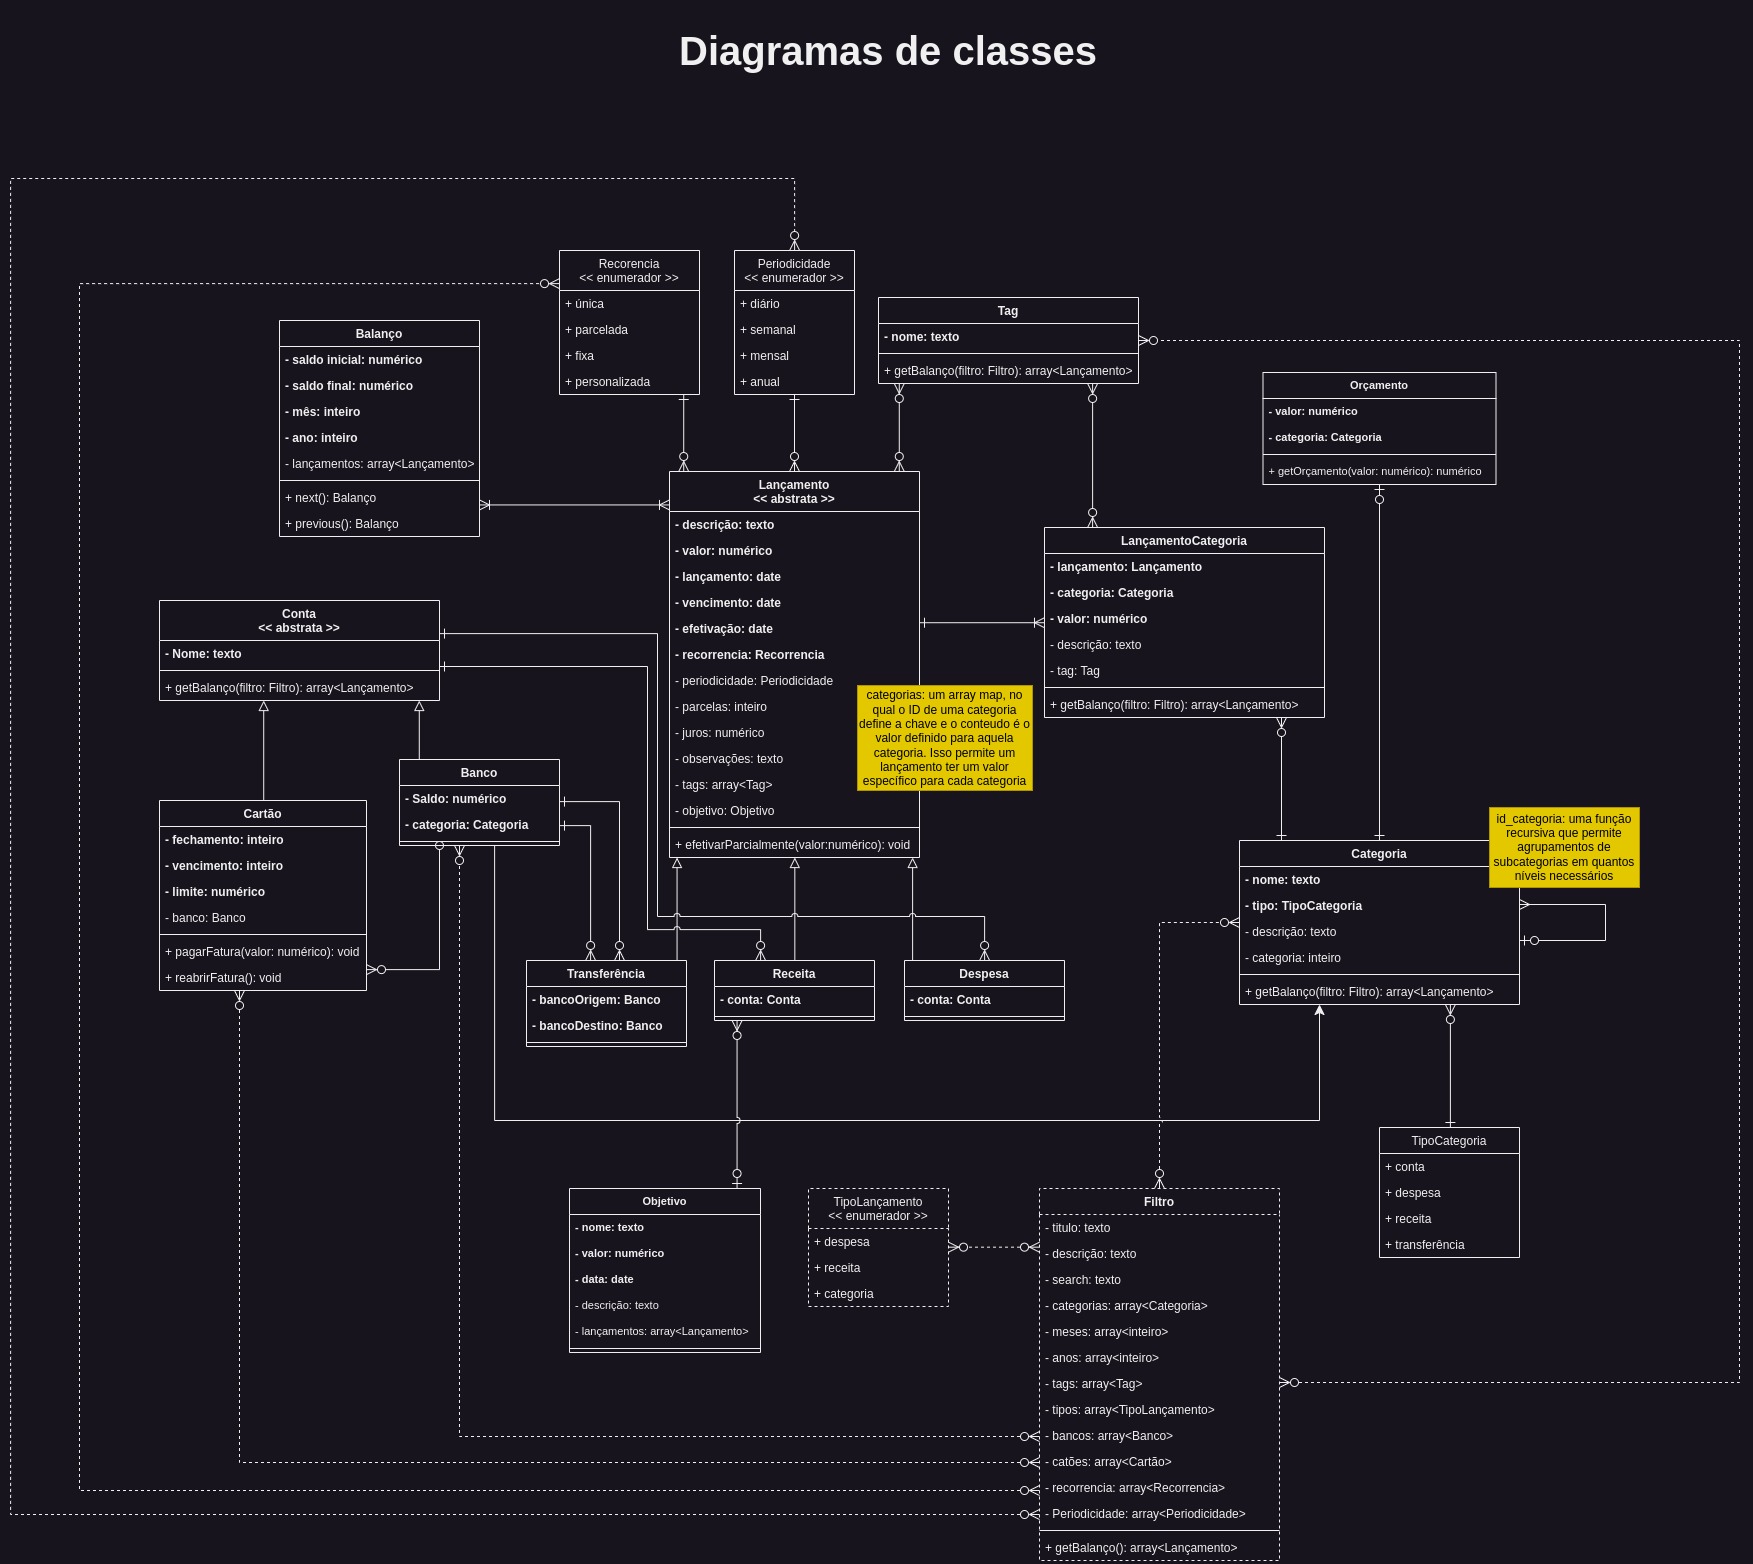 Diagramas de classes
Recorencia
<< enumerador >>
+ única
+ parcelada
+ fixa
+ personalizada
Periodicidade
<< enumerador >>
+ diário
+ semanal
+ mensal
+ anual
Tag
- nome: texto
+ getBalanço(filtro: Filtro): array<Lançamento>
Balanço
- saldo inicial: numérico
- saldo final: numérico
- mês: inteiro
- ano: inteiro
- lançamentos: array<Lançamento>
+ next(): Balanço
+ previous(): Balanço
Orçamento
- valor: numérico
- categoria: Categoria
+ getOrçamento(valor: numérico): numérico
Lançamento
<< abstrata >>
- descrição: texto
- valor: numérico
- lançamento: date
- vencimento: date
- efetivação: date
- recorrencia: Recorrencia
- periodicidade: Periodicidade
- parcelas: inteiro
- juros: numérico
- observações: texto
- tags: array<Tag>
- objetivo: Objetivo
+ efetivarParcialmente(valor:numérico): void
categorias: um array map, no
qual o ID de uma categoria
define a chave e o conteudo é o
valor definido para aquela
categoria. Isso permite um
lançamento ter um valor
específico para cada categoria
LançamentoCategoria
- lançamento: Lançamento
- categoria: Categoria
- valor: numérico
- descrição: texto
- tag: Tag
+ getBalanço(filtro: Filtro): array<Lançamento>
Conta
<< abstrata >>
- Nome: texto
+ getBalanço(filtro: Filtro): array<Lançamento>
Banco
- Saldo: numérico
- categoria: Categoria
Cartão
- fechamento: inteiro
- vencimento: inteiro
- limite: numérico
- banco: Banco
+ pagarFatura(valor: numérico): void
+ reabrirFatura(): void
id_categoria: uma função
recursiva que permite
agrupamentos de
subcategorias em quantos
níveis necessários
Categoria
- nome: texto
- tipo: TipoCategoria
- descrição: texto
- categoria: inteiro
+ getBalanço(filtro: Filtro): array<Lançamento>
Transferência
- bancoOrigem: Banco
- bancoDestino: Banco
Receita
- conta: Conta
Despesa
- conta: Conta
TipoCategoria
+ conta
+ despesa
+ receita
+ transferência
Objetivo
- nome: texto
- valor: numérico
- data: date
- descrição: texto
- lançamentos: array<Lançamento>
TipoLançamento
<< enumerador >>
+ despesa
+ receita
+ categoria
Filtro
- titulo: texto
- descrição: texto
- search: texto
- categorias: array<Categoria>
- meses: array<inteiro>
- anos: array<inteiro>
- tags: array<Tag>
- tipos: array<TipoLançamento>
- bancos: array<Banco>
- catões: array<Cartão>
- recorrencia: array<Recorrencia>
- Periodicidade: array<Periodicidade>
+ getBalanço(): array<Lançamento>